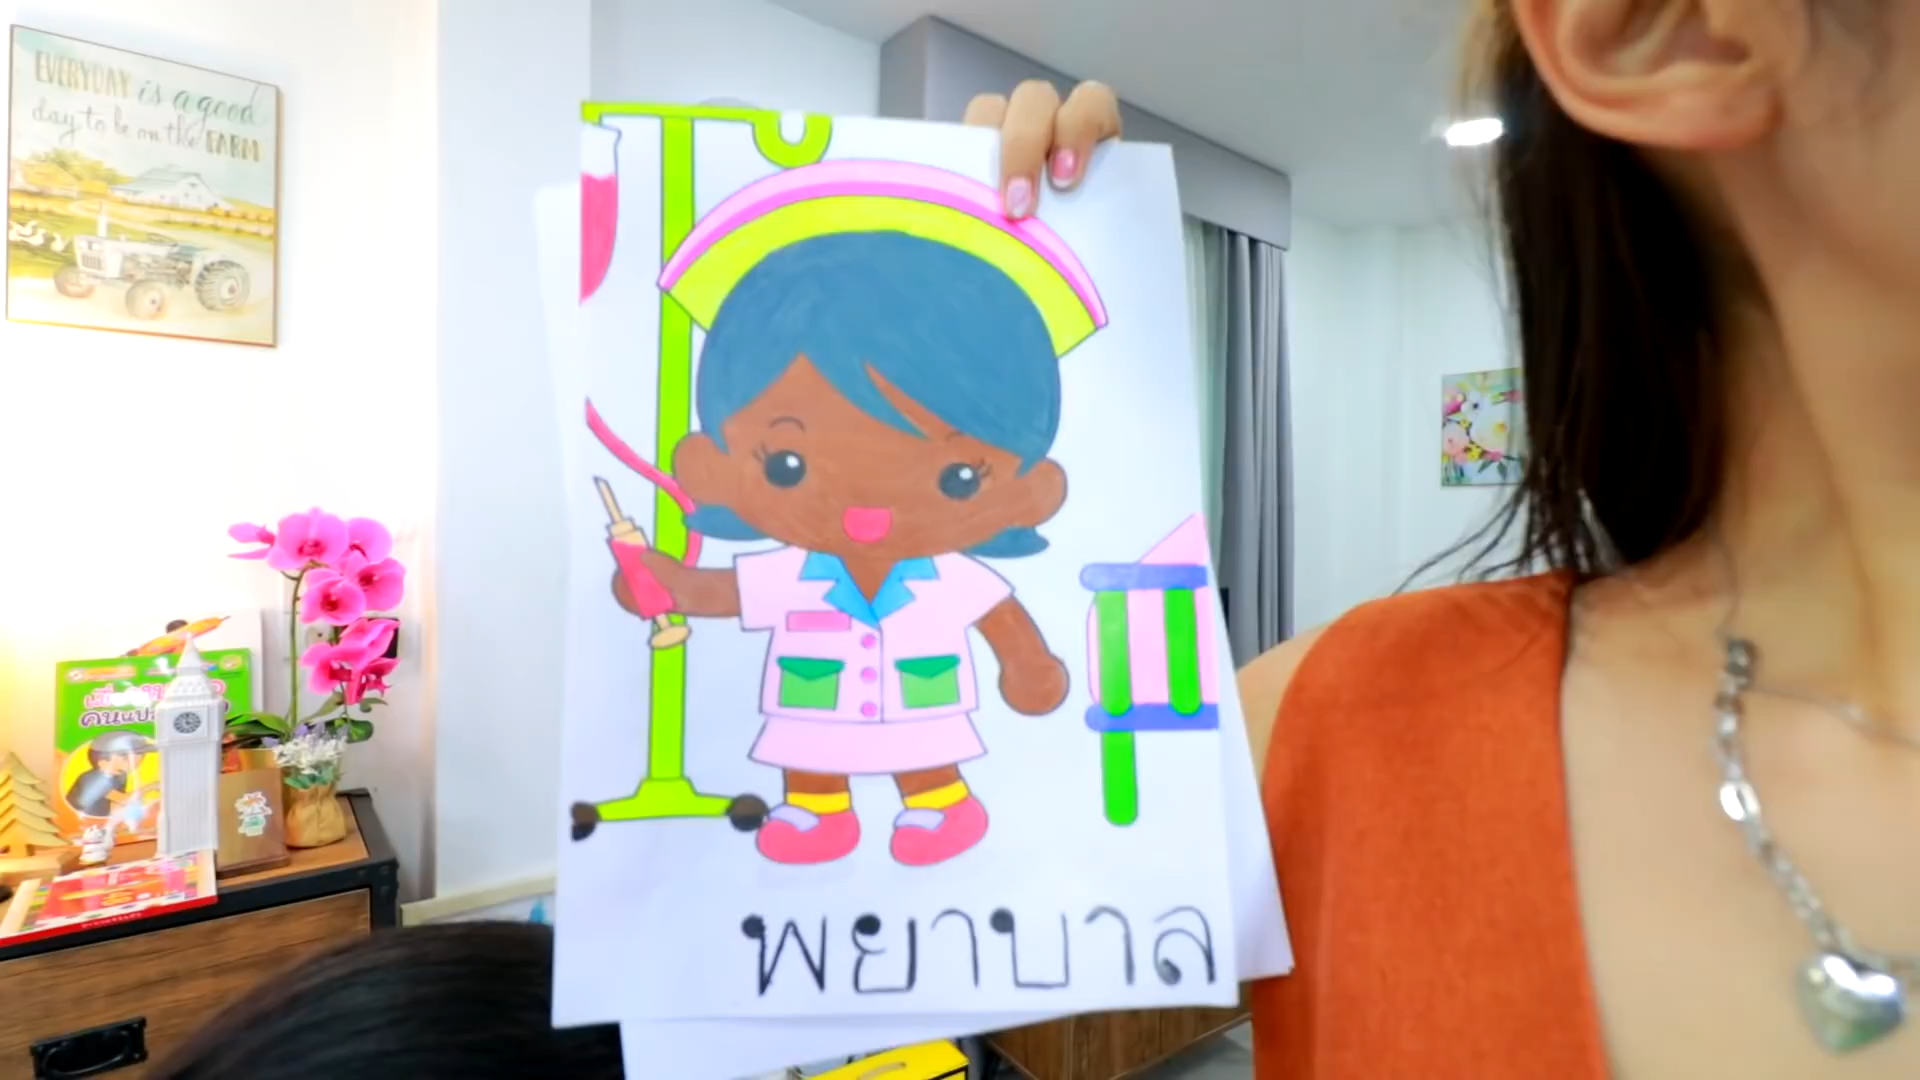 EVERYDAY is a good
day to be on the FARM
พยาบาล